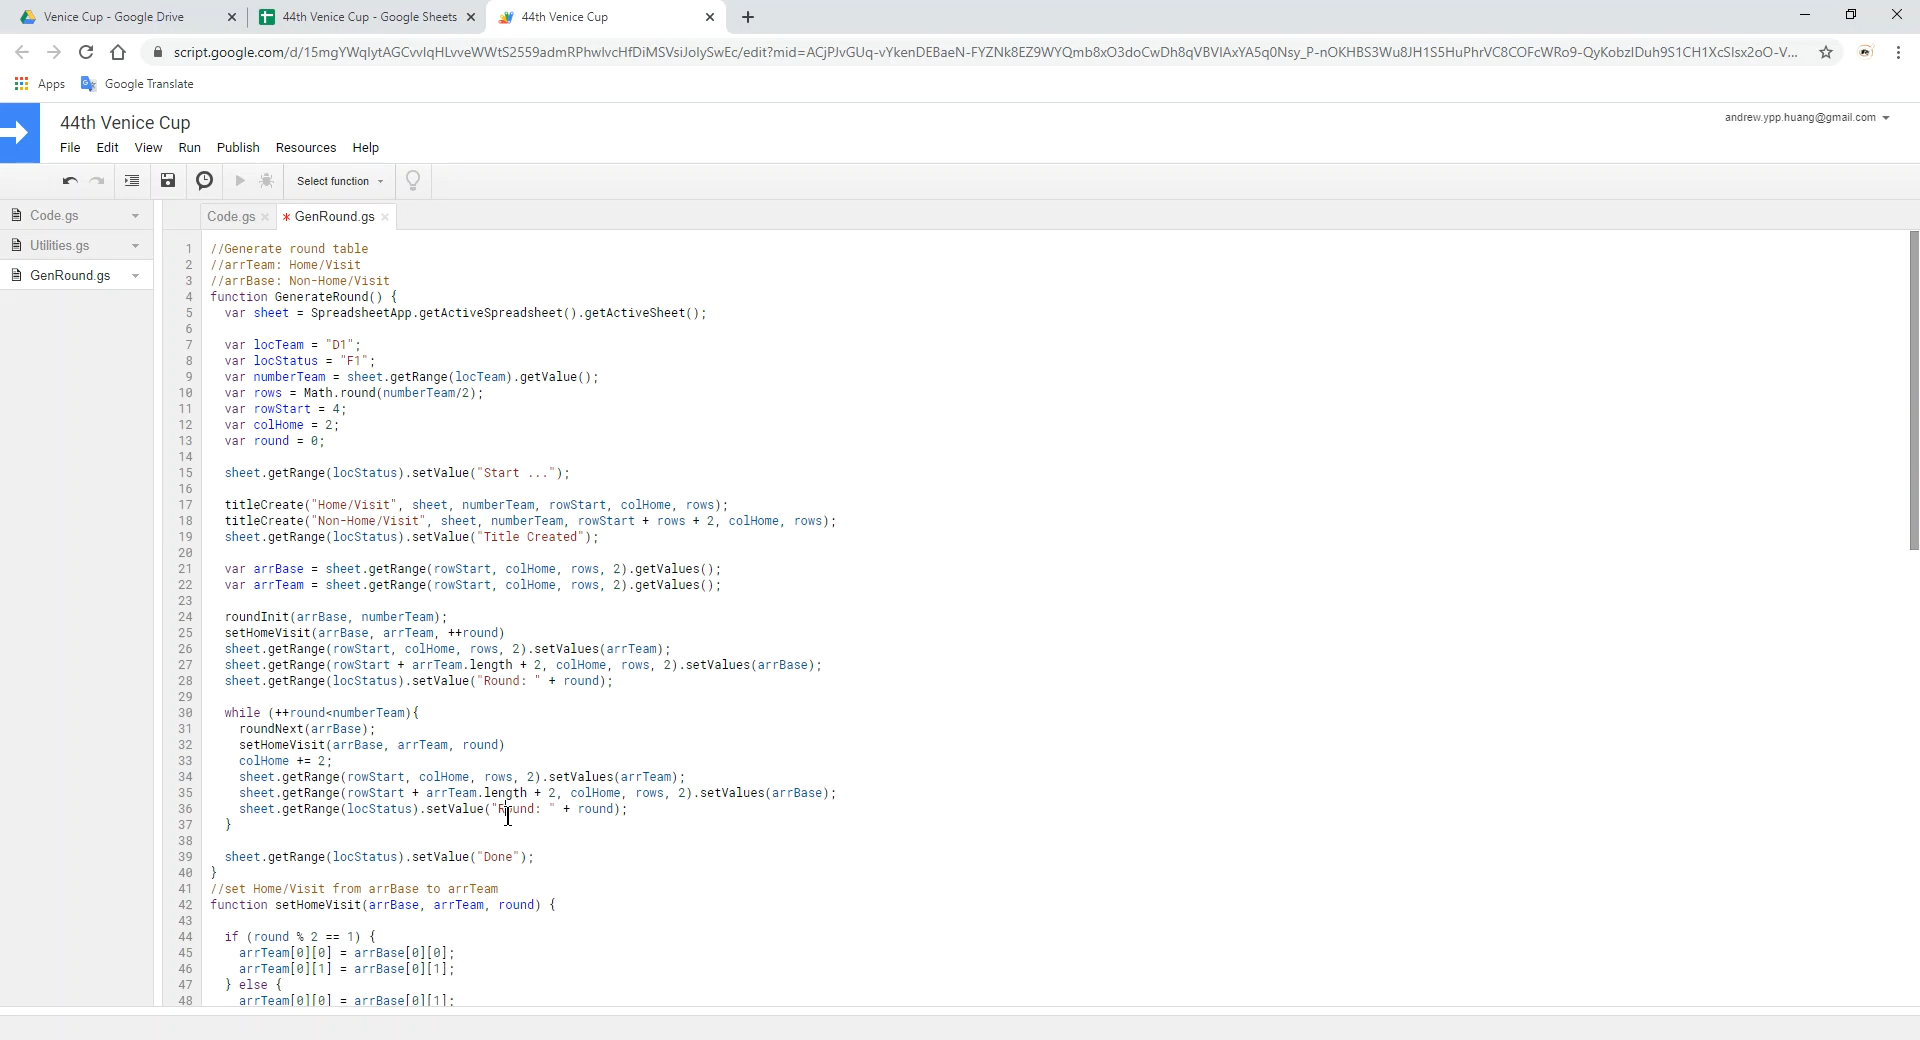 Venice Cup - Google Drive
44th Venice Cup - Google Sheets
44th Venice Cup
Apps
Google Translate
44th Venice Cup
andrew.ypp.huang@gmail.com
File Edit View Run Publish Resources Help
Select function
Code.gs
Utilities.gs
GenRound.gs
Code.gs
* GenRound.gs
1 //Generate round table
2 //arrTeam: Home/Visit
3 //arrBase: Non-Home/Visit
4 function GenerateRound() {
5 var sheet = SpreadsheetApp.getActiveSpreadsheet().getActiveSheet();
6
7 var locTeam = "D1";
8 var locStatus = "F1";
9 var numberTeam = sheet.getRange(locTeam).getValue();
10 var rows = Math.round(numberTeam/2);
11 var rowStart = 4;
12 var colHome = 2;
13 var round = 0;
14
15 sheet.getRange(locStatus).setValue("Start ...");
16
17 titleCreate("Home/Visit", sheet, numberTeam, rowStart, colHome, rows);
18 titleCreate("Non-Home/Visit", sheet, numberTeam, rowStart + rows + 2, colHome, rows);
19 sheet.getRange(locStatus).setValue("Title Created");
20
21 var arrBase = sheet.getRange(rowStart, colHome, rows, 2).getValues();
22 var arrTeam = sheet.getRange(rowStart, colHome, rows, 2).getValues();
23
24 roundInit(arrBase, numberTeam);
25 setHomeVisit(arrBase, arrTeam, ++round)
26 sheet.getRange(rowStart, colHome, rows, 2).setValues(arrTeam);
27 sheet.getRange(rowStart + arrTeam.length + 2, colHome, rows, 2).setValues(arrBase);
28 sheet.getRange(locStatus).setValue("Round: " + round);
29
30 while (++round<numberTeam){
31 roundNext(arrBase);
32 setHomeVisit(arrBase, arrTeam, round)
33 colHome += 2;
34 sheet.getRange(rowStart, colHome, rows, 2).setValues(arrTeam);
35 sheet.getRange(rowStart + arrTeam.length + 2, colHome, rows, 2).setValues(arrBase);
36 sheet.getRange(locStatus).setValue("Round: " + round);
37 }
38
39 sheet.getRange(locStatus).setValue("Done");
40 }
41 //set Home/Visit from arrBase to arrTeam
42 function setHomeVisit(arrBase, arrTeam, round) {
43
44 if (round % 2 == 1) {
45 arrTeam[0][0] = arrBase[0][0];
46 arrTeam[0][1] = arrBase[0][1];
47 } else {
48 arrTeam[0][0] = arrBase[0][1];